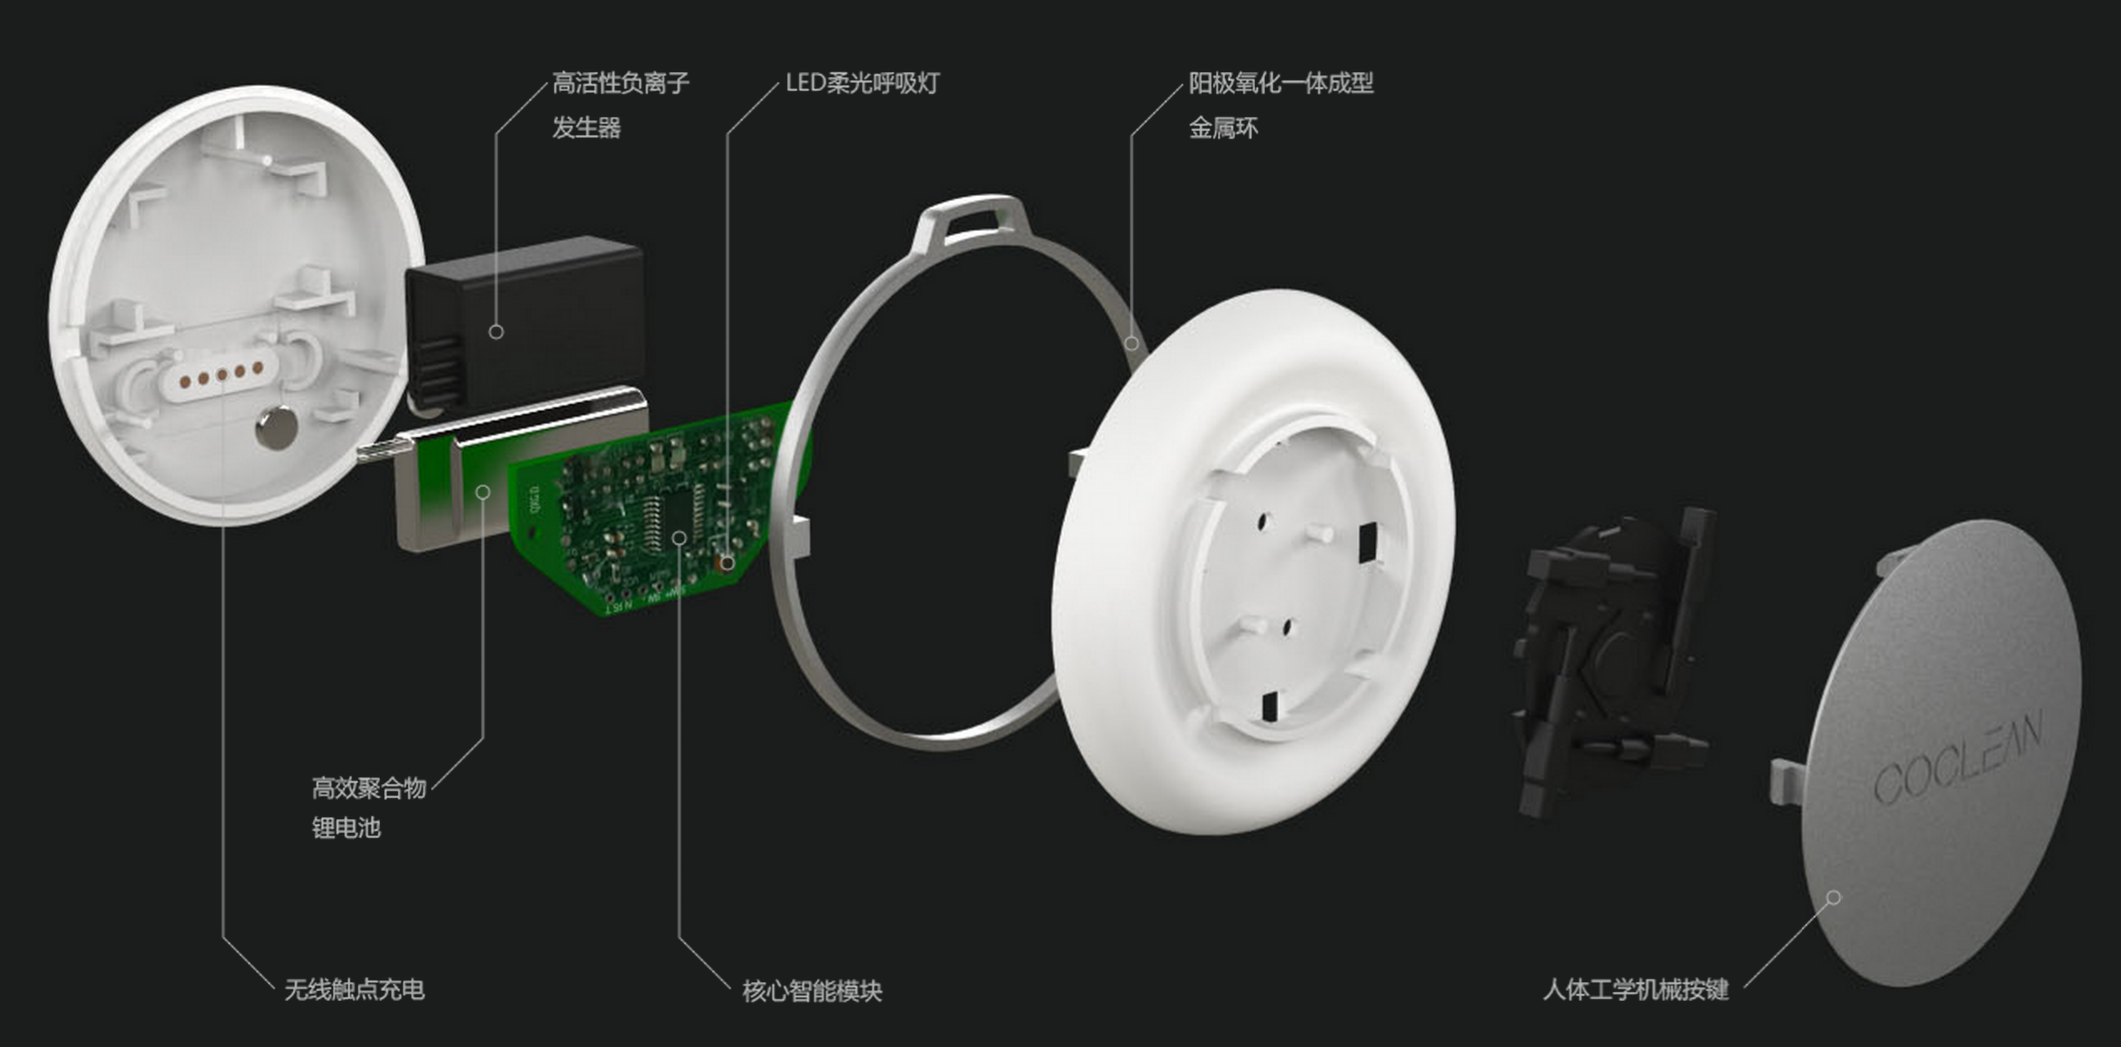 高活性负离子
发生器
LED柔光呼吸灯
阳极氧化一体成型
金属环
COCLEAN
高效聚合物
锂电池
无线触点充电
核心智能模块
人体工学机械按键